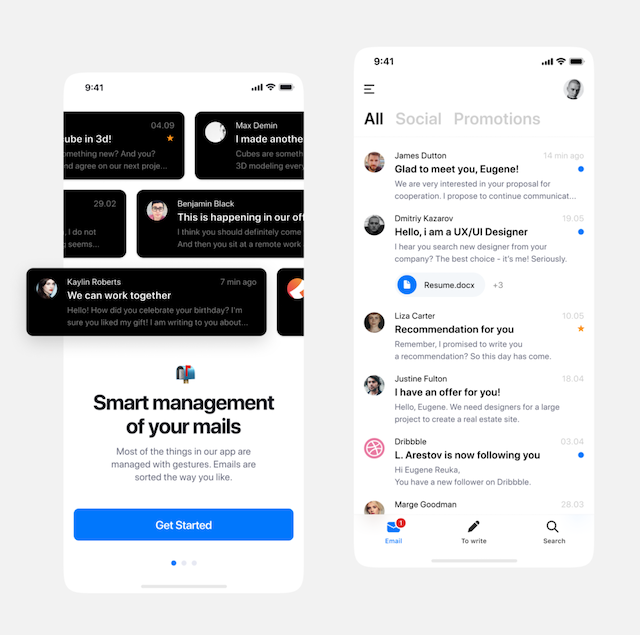 9:41
04.09
ube in 3d!
omething new? And you?
nd agree on our next proje...
Max Demin
I made anothe
Cubes are someth
3D modeling every
29.02
, I do not
g seems...
Benjamin Black
This is happening in our off
I think you should definitely come
And then you sit at a remote work
Kaylin Roberts
7 min ago
We can work together
Hello! How did you celebrate your birthday? I'm
sure you liked my gift! I am writing to you about...
Smart management
of your mails
Most of the things in our app are
managed with gestures. Emails are
sorted the way you like.
Get Started
9:41
All Social Promotions
James Dutton
14 min ago
Glad to meet you, Eugene!
We are very interested in your proposal for
cooperation. I propose to continue communicat...
Dmitriy Kazarov
19.05
Hello, i am a UX/UI Designer
I hear you search new designer from your
company? The best choice - it's me! Seriously.
Resume.docx
+3
Liza Carter
10.05
Recommendation for you
Remember, I promised to write you
a recommendation? So this day has come.
Justine Fulton
18.04
I have an offer for you!
Hello, Eugene. We need designers for a large
project to create a real estate site.
Dribbble
03.04
L. Arestov is now following you
Hi Eugene Reuka,
You have a new follower on Dribbble.
Marge Goodman
28.03
1
Email
To write
Search